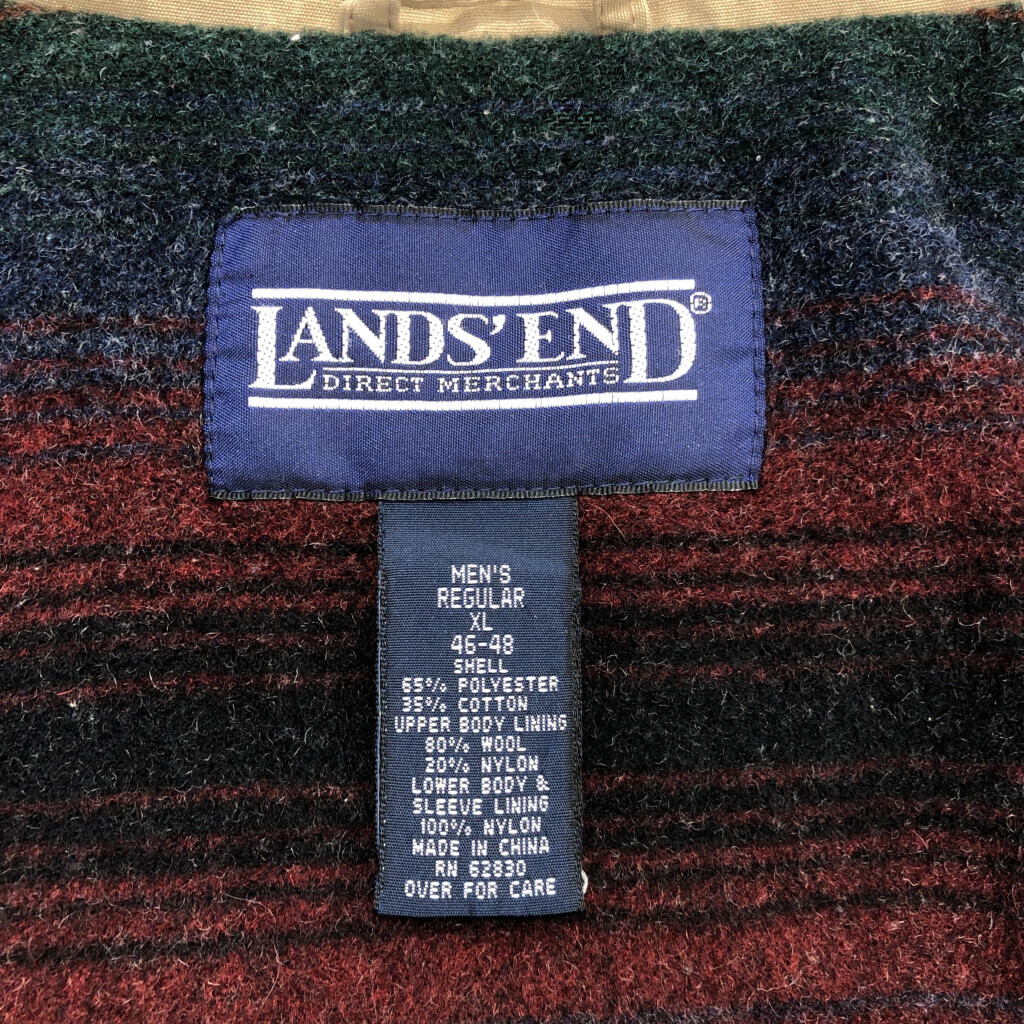 LANDS' END®
DIRECT MERCHANTS
MEN'S
REGULAR
XL
46-48
SHELL
65% POLYESTER
35% COTTON
UPPER BODY LINING
80% WOOL
20% NYLON
LOWER BODY &
SLEEVE LINING
100% NYLON
MADE IN CHINA
RN 62830
OVER FOR CARE